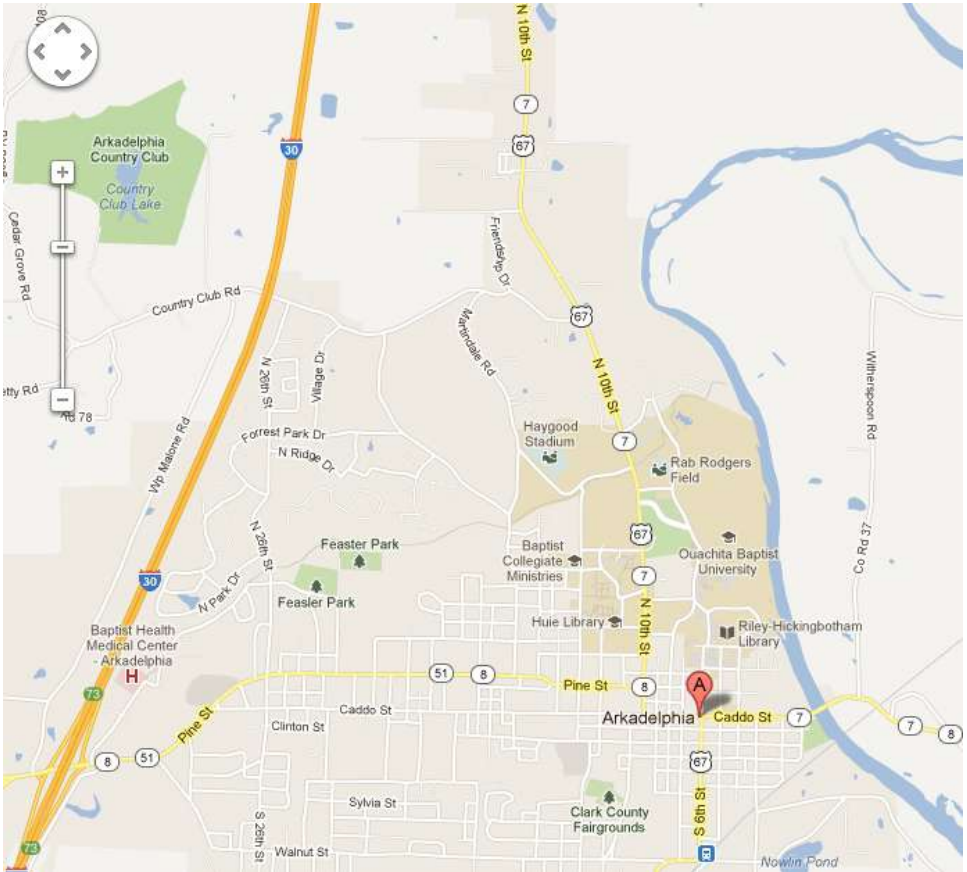 N 10th St
7
67
30
Arkadelphia
Country Club
Country
Club Lake
Cedar Grove Rd
Friendship Dr
Country Club Rd
67
Martindale Rd
N 26th St
Village Dr
N 10th St
Witherspoon Rd
etty Rd
78
Haygood
Stadium
7
Forrest Park Dr
N Ridge Dr
Rab Rodgers
Field
Wp Malone Rd
N 26th St
67
Feaster Park
Baptist
Collegiate
Ministries
Ouachita Baptist
University
Co Rd 37
30
N Park Dr
Feasler Park
7
N 10th St
Huie Library
Riley-Hickingbotham
Library
Baptist Health
Medical Center
- Arkadelphia
H
51
8
Pine St
8
A
73
Pine St
Caddo St
Arkadelphia
Caddo St
7
7
8
Clinton St
8
51
67
Sylvia St
Clark County
Fairgrounds
S 6th St
S 26th St
73
Walnut St
Nowlin Pond